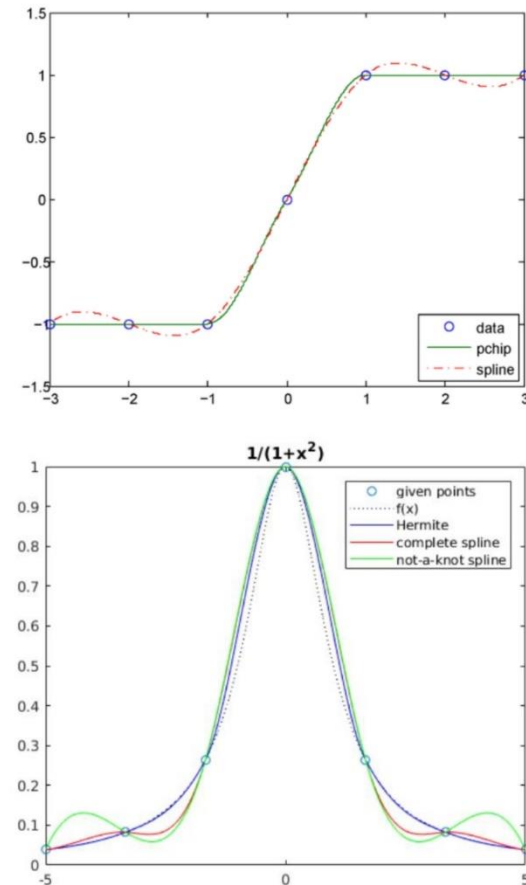 1.5
1
0.5
0
−0.5
−1
−1.5
−3 −2 −1 0 1 2 3
data
pchip
spline
1/(1+x²)
1
0.9
0.8
0.7
0.6
0.5
0.4
0.3
0.2
0.1
0
-5 0 5
given points
f(x)
Hermite
complete spline
not-a-knot spline